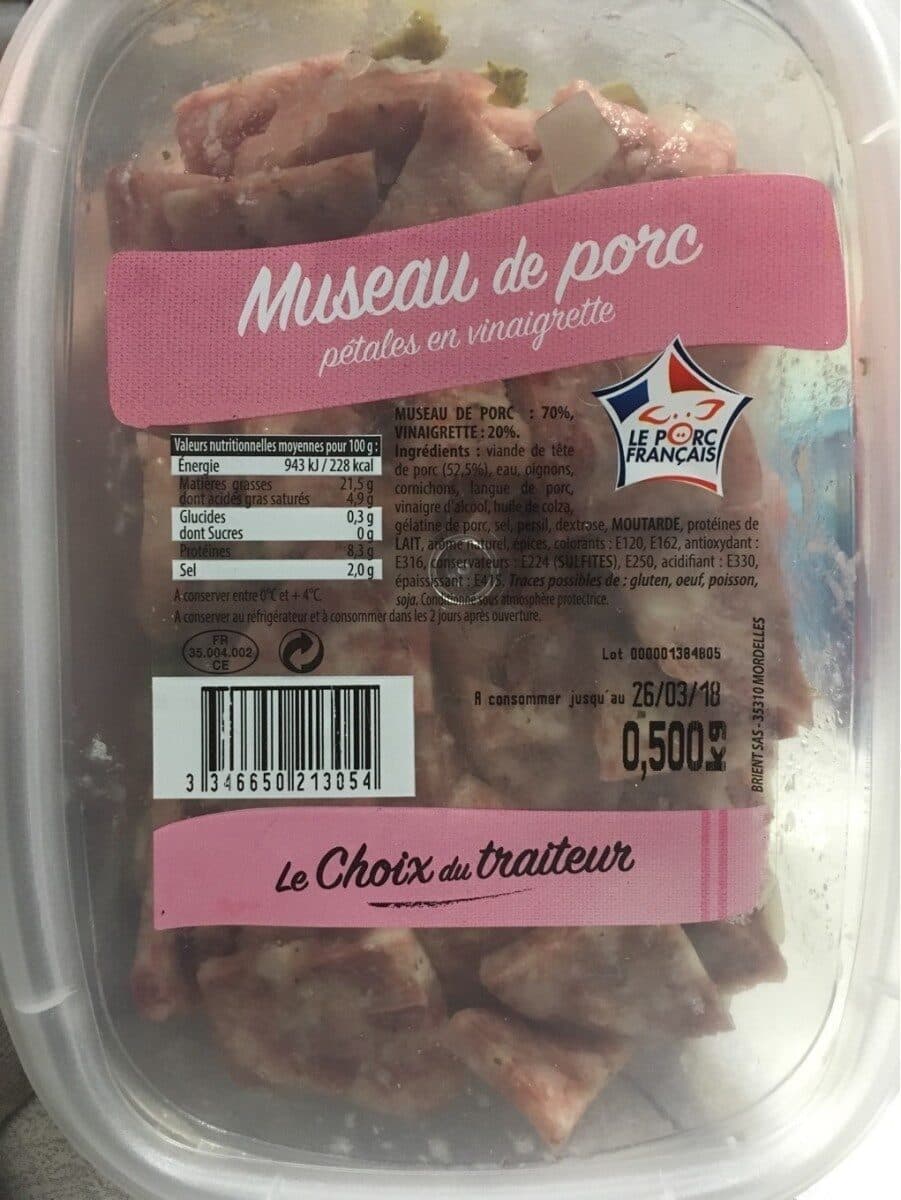 Museau de porc
pétales en vinaigrette
LE PORC
FRANÇAIS
MUSEAU DE PORC : 70%,
VINAIGRETTE : 20%.
Ingrédients : viande de tête
de porc (52,5%), eau, oignons,
cornichons, langue de porc,
vinaigre d'alcool, huile de colza,
gélatine de porc, sel, persil, dextrose, MOUTARDE, protéines de
LAIT, arôme naturel, épices, colorants : E120, E162, antioxydant :
E316, conservateurs : E224 (SULFITES), E250, acidifiant : E330,
épaississant : E415. Traces possibles de : gluten, oeuf, poisson,
soja. Conditionné sous atmosphère protectrice.
Valeurs nutritionnelles moyennes pour 100 g :
Énergie 943 kJ / 228 kcal
Matières grasses 21,5 g
dont acides gras saturés 4,9 g
Glucides 0,3 g
dont Sucres 0 g
Protéines 8,3 g
Sel 2,0 g
A conserver entre 0°C et + 4°C.
A conserver au réfrigérateur et à consommer dans les 2 jours après ouverture.
FR
35.004.002
CE
Lot 000001384805
A consommer jusqu'au 26/03/18
0,500 kg
BRIENT SAS - 35310 MORDELLES
3 346650 213054
Le Choix du traiteur